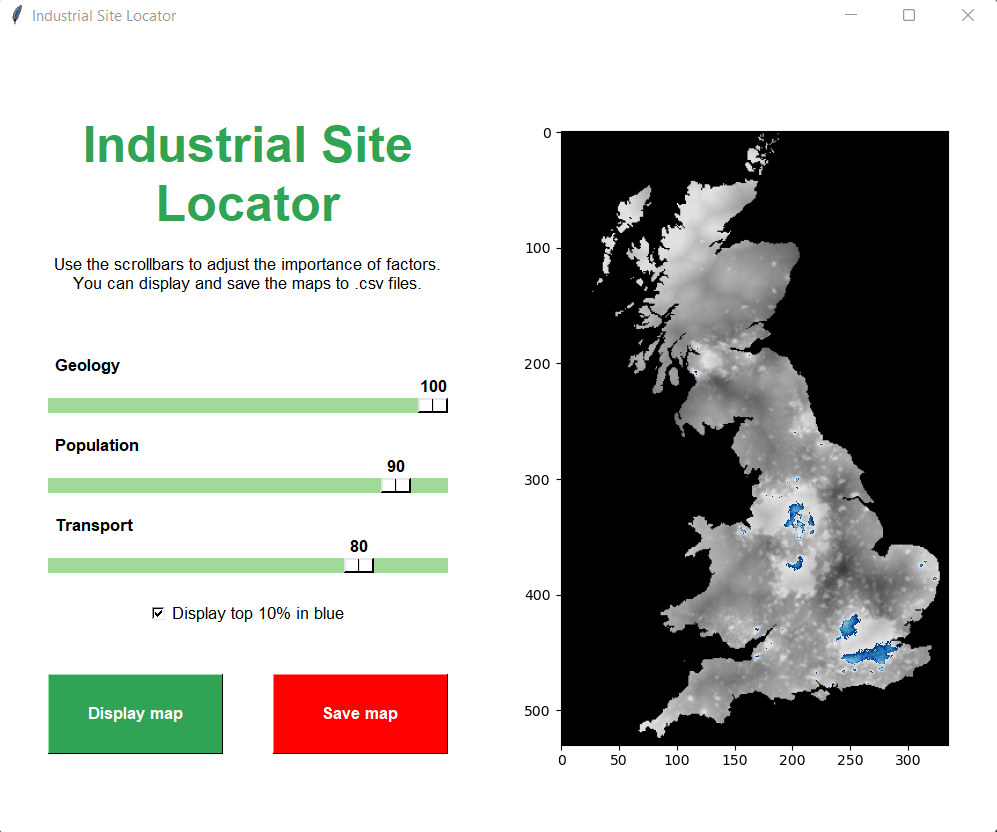 Industrial Site Locator
Industrial Site
Locator
Use the scrollbars to adjust the importance of factors.
You can display and save the maps to .csv files.
Geology
100
Population
90
Transport
80
Display top 10% in blue
Display map
Save map
0
100
200
300
400
500
0
50
100
150
200
250
300